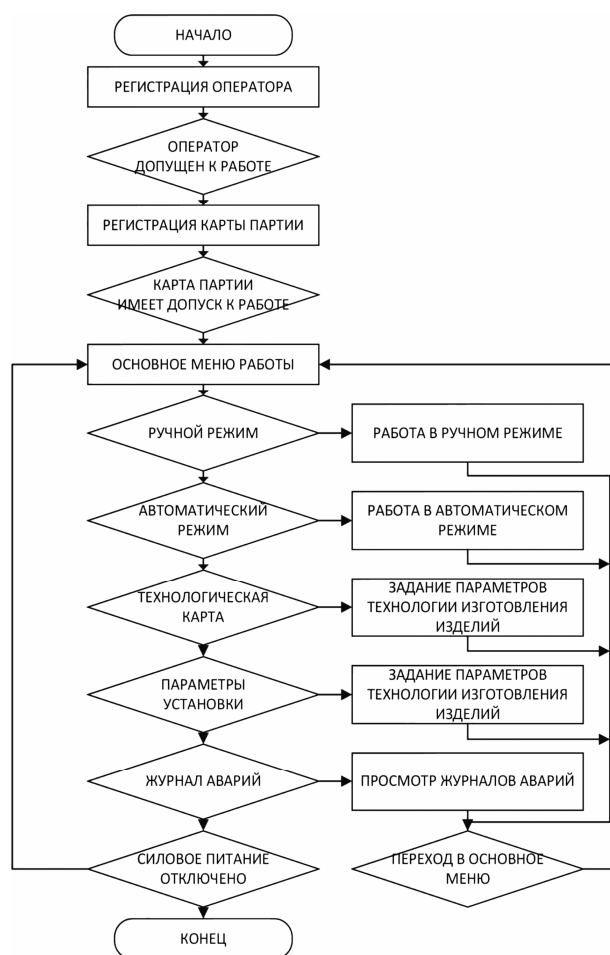 НАЧАЛО
РЕГИСТРАЦИЯ ОПЕРАТОРА
ОПЕРАТОР
ДОПУЩЕН К РАБОТЕ
РЕГИСТРАЦИЯ КАРТЫ ПАРТИИ
КАРТА ПАРТИИ
ИМЕЕТ ДОПУСК К РАБОТЕ
ОСНОВНОЕ МЕНЮ РАБОТЫ
РУЧНОЙ РЕЖИМ
РАБОТА В РУЧНОМ РЕЖИМЕ
АВТОМАТИЧЕСКИЙ
РЕЖИМ
РАБОТА В АВТОМАТИЧЕСКОМ
РЕЖИМЕ
ТЕХНОЛОГИЧЕСКАЯ
КАРТА
ЗАДАНИЕ ПАРАМЕТРОВ
ТЕХНОЛОГИИ ИЗГОТОВЛЕНИЯ
ИЗДЕЛИЙ
ПАРАМЕТРЫ
УСТАНОВКИ
ЗАДАНИЕ ПАРАМЕТРОВ
ТЕХНОЛОГИИ ИЗГОТОВЛЕНИЯ
ИЗДЕЛИЙ
ЖУРНАЛ АВАРИЙ
ПРОСМОТР ЖУРНАЛОВ АВАРИЙ
СИЛОВОЕ ПИТАНИЕ
ОТКЛЮЧЕНО
ПЕРЕХОД В ОСНОВНОЕ
МЕНЮ
КОНЕЦ